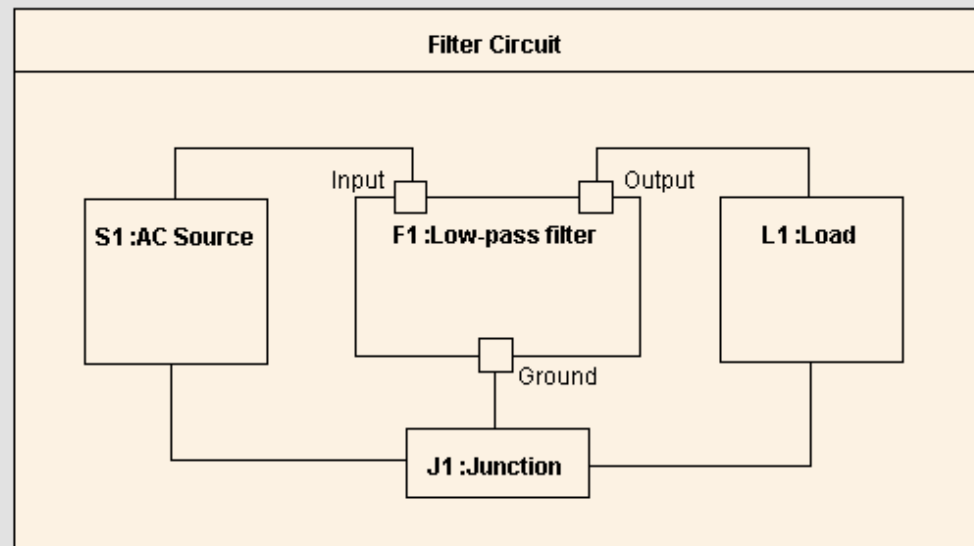 Filter Circuit
Input
Output
S1 :AC Source
F1 :Low-pass filter
L1 :Load
Ground
J1 :Junction